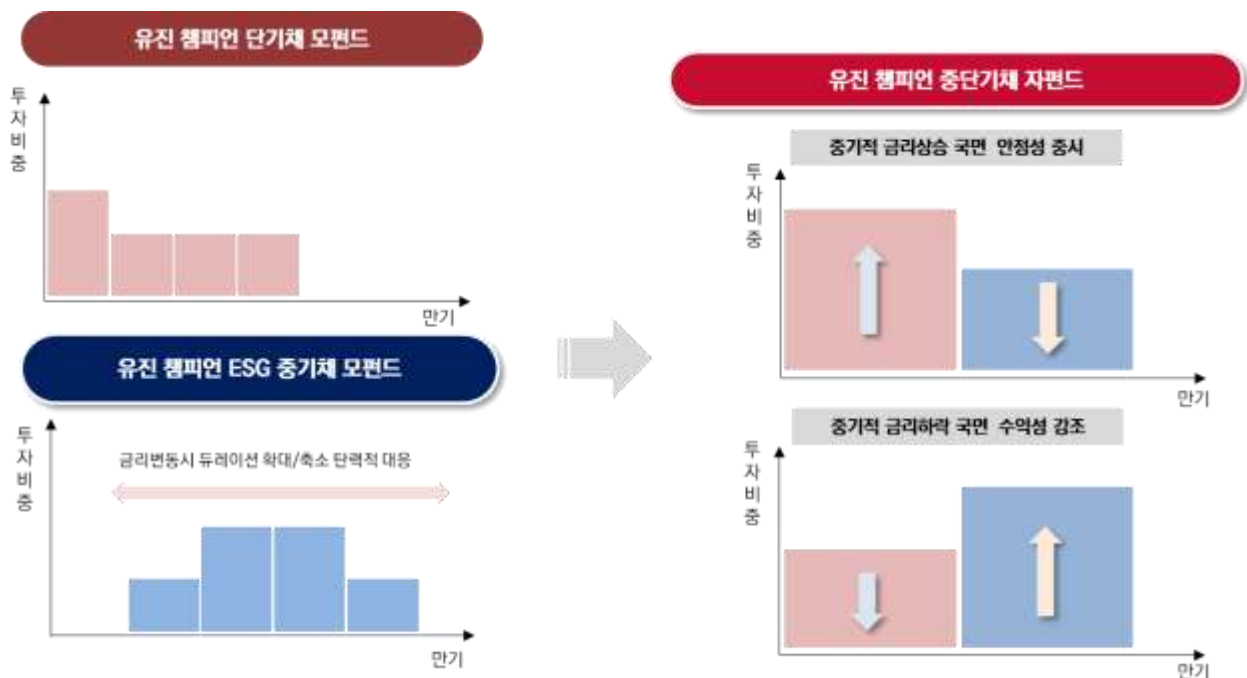 유진 챔피언 단기채 모펀드
투자비중
만기
유진 챔피언 ESG 중기채 모펀드
투자비중
금리변동시 듀레이션 확대/축소 탄력적 대응
만기
유진 챔피언 중단기채 자펀드
중기적 금리상승 국면 안정성 중시
투자비중
만기
중기적 금리하락 국면 수익성 강조
투자비중
만기